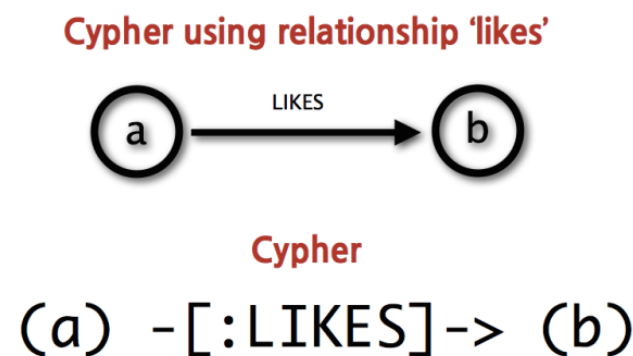 Cypher using relationship ‘likes’
LIKES
a
b
Cypher
(a) -[:LIKES]-> (b)